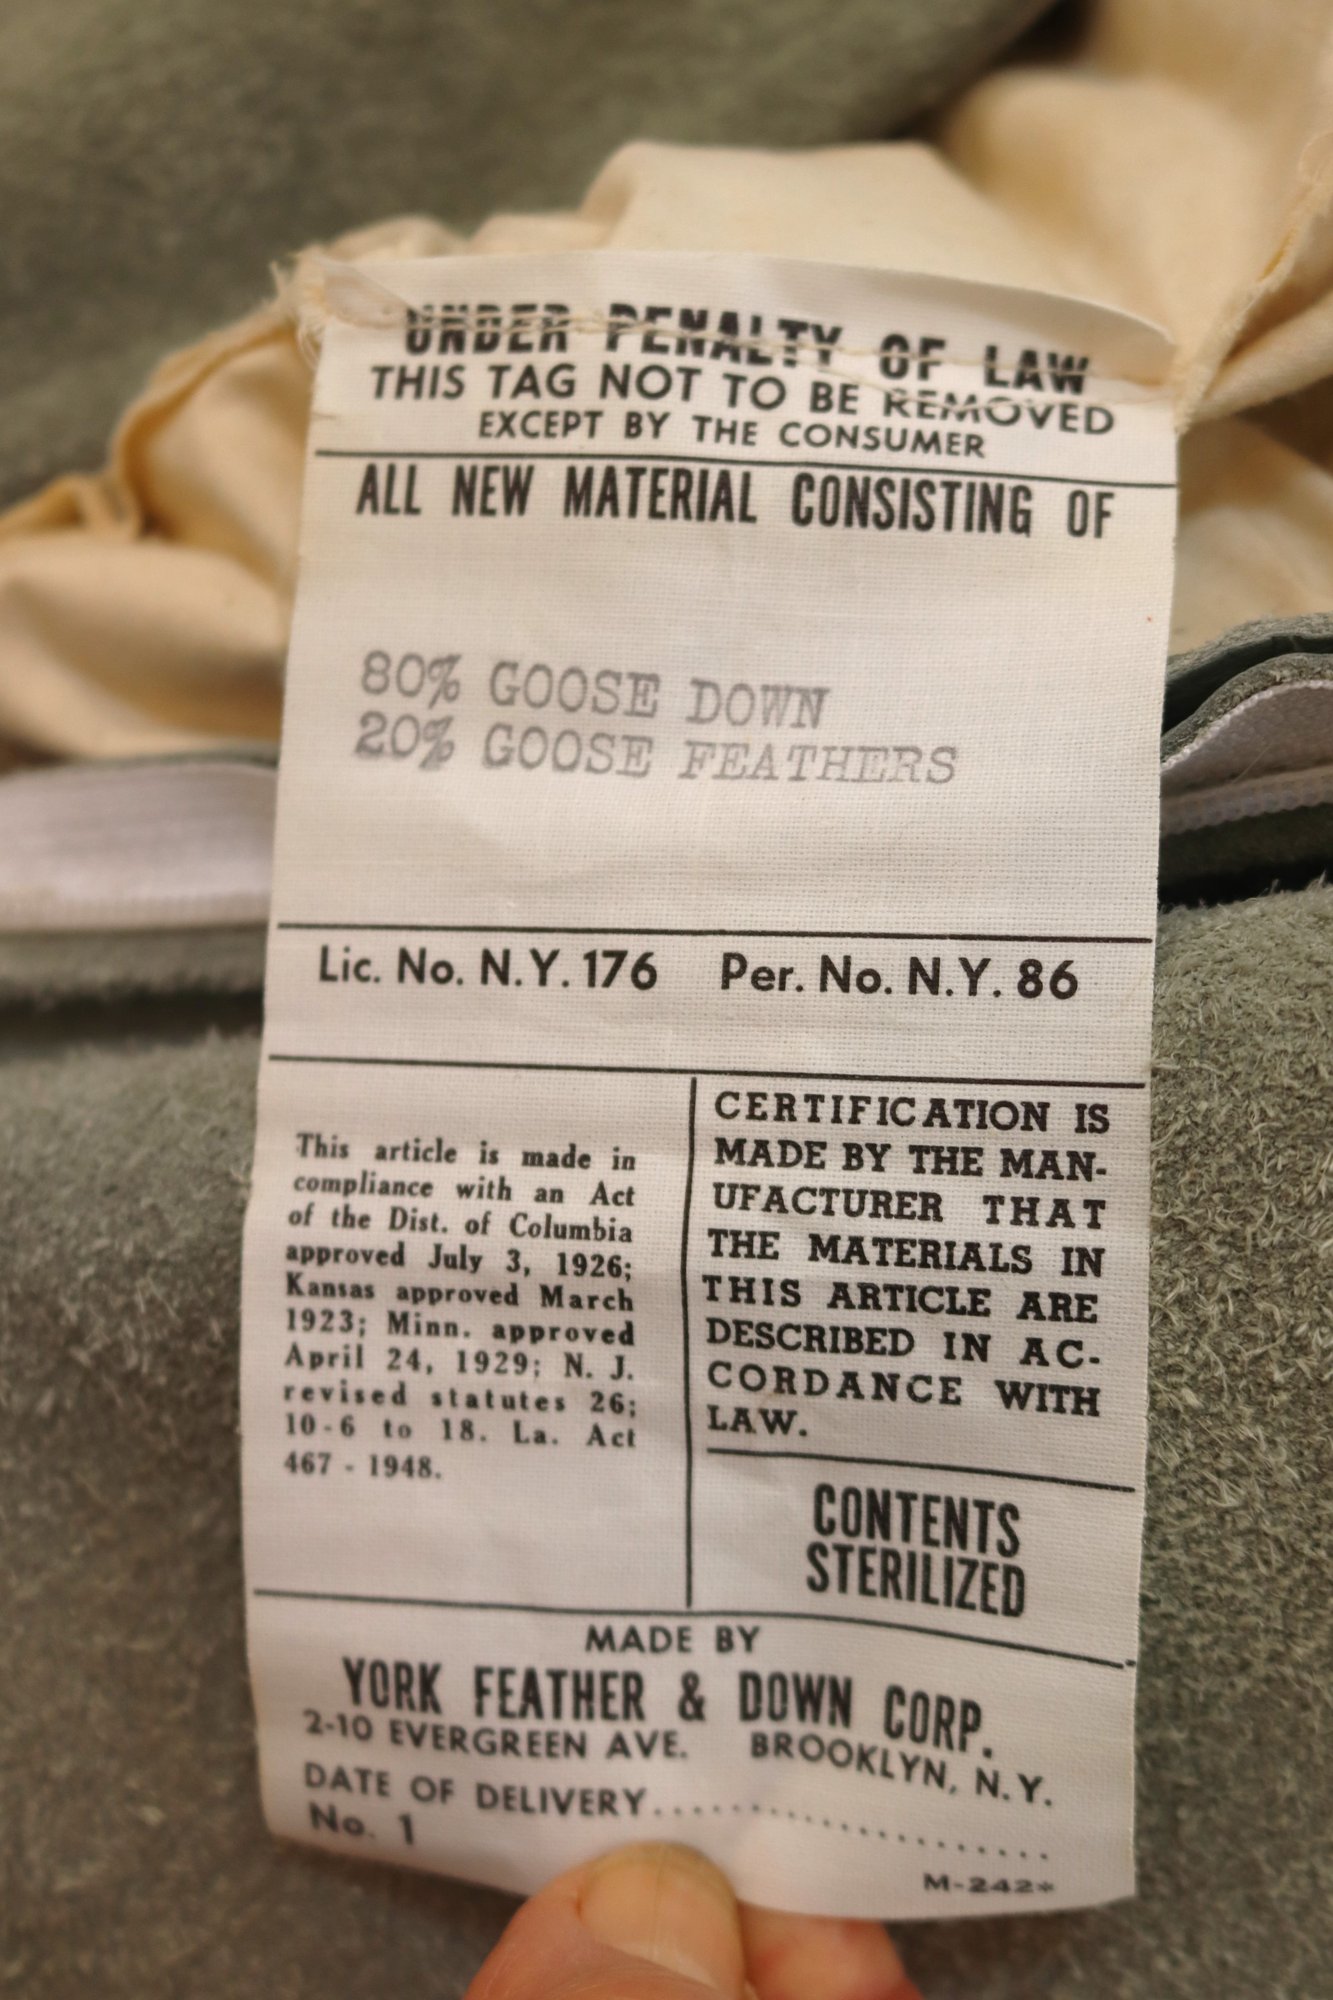 UNDER PENALTY OF LAW
THIS TAG NOT TO BE REMOVED
EXCEPT BY THE CONSUMER
ALL NEW MATERIAL CONSISTING OF
80% GOOSE DOWN
20% GOOSE FEATHERS
Lic. No. N.Y. 176 Per. No. N.Y. 86
This article is made in
compliance with an Act
of the Dist. of Columbia
approved July 3, 1926;
Kansas approved March
1923; Minn. approved
April 24, 1929; N. J.
revised statutes 26;
10-6 to 18. La. Act
467 - 1948.
CERTIFICATION IS
MADE BY THE MAN-
UFACTURER THAT
THE MATERIALS IN
THIS ARTICLE ARE
DESCRIBED IN AC-
CORDANCE WITH
LAW.
CONTENTS
STERILIZED
MADE BY
YORK FEATHER & DOWN CORP.
2-10 EVERGREEN AVE. BROOKLYN, N.Y.
DATE OF DELIVERY....................
No. 1
M-242*